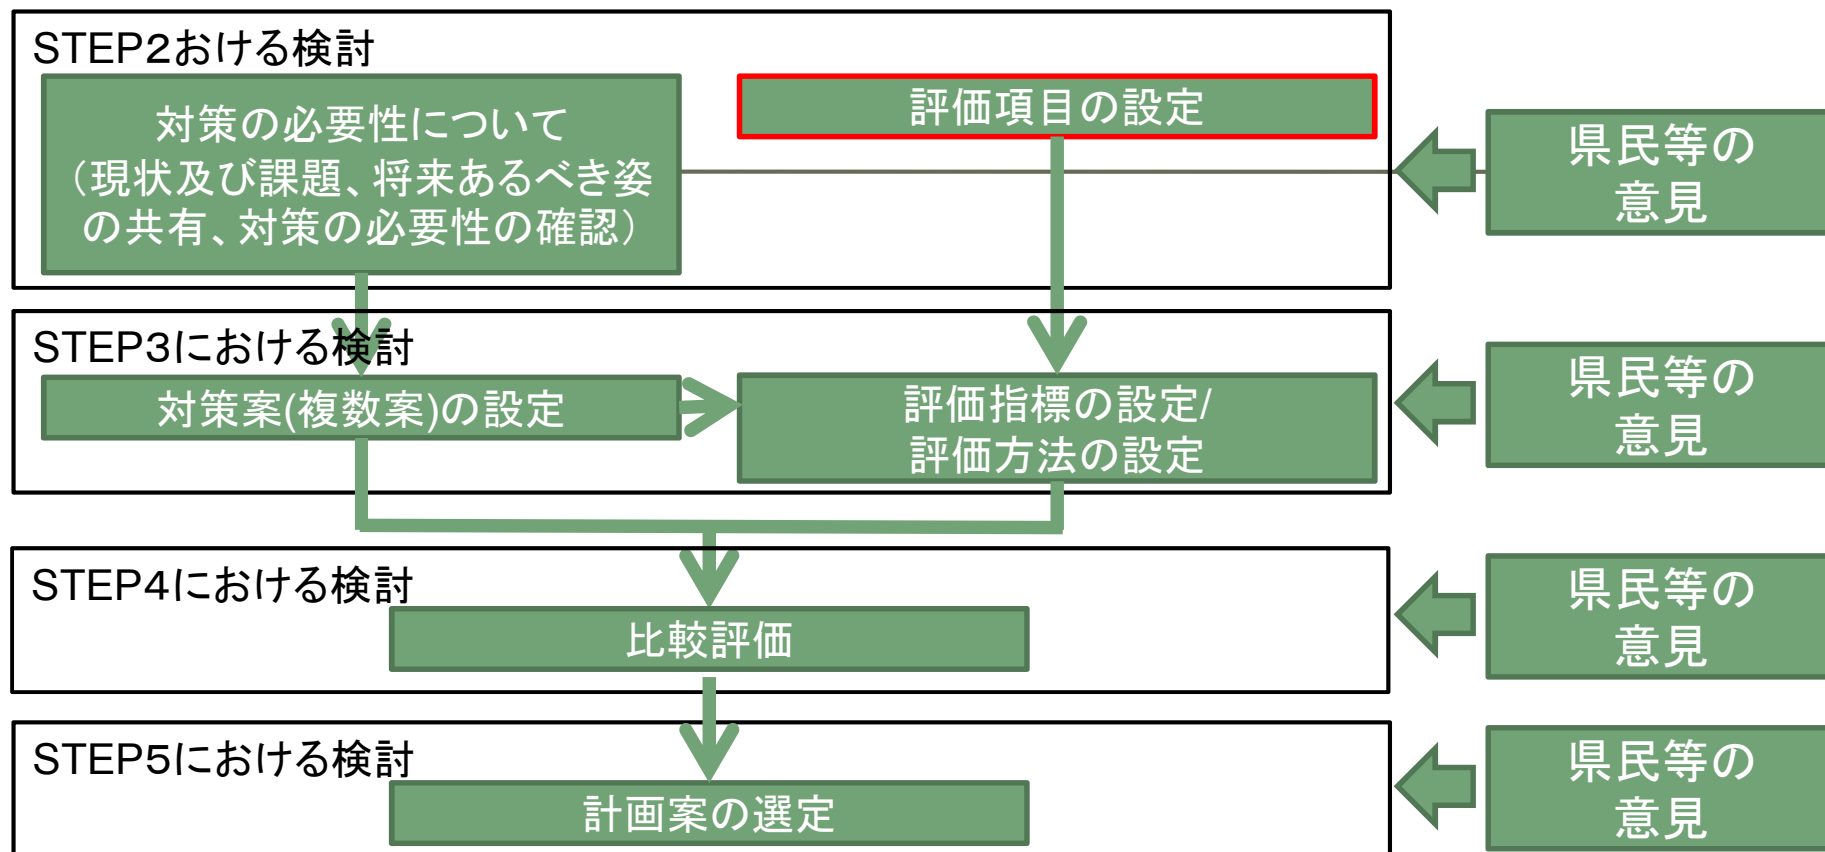 STEP2おける検討
対策の必要性について
（現状及び課題、将来あるべき姿
の共有、対策の必要性の確認）
評価項目の設定
県民等の
意見
STEP3における検討
対策案(複数案)の設定
評価指標の設定/
評価方法の設定
県民等の
意見
STEP4における検討
比較評価
県民等の
意見
STEP5における検討
計画案の選定
県民等の
意見